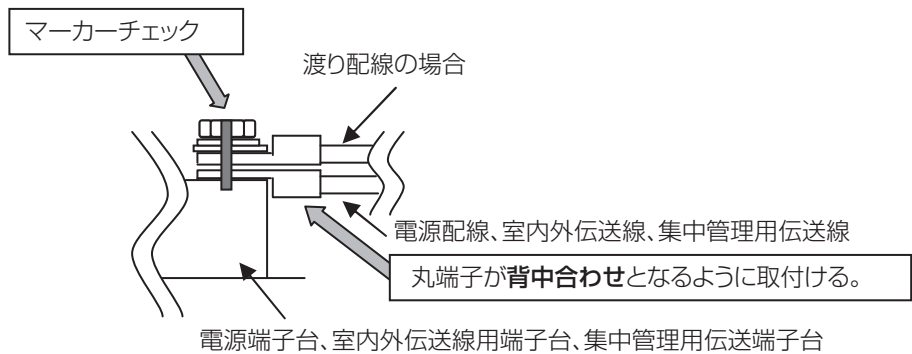 マーカーチェック
渡り配線の場合
電源配線、室内外伝送線、集中管理用伝送線
丸端子が背中合わせとなるように取付ける。
電源端子台、室内外伝送線用端子台、集中管理用伝送端子台